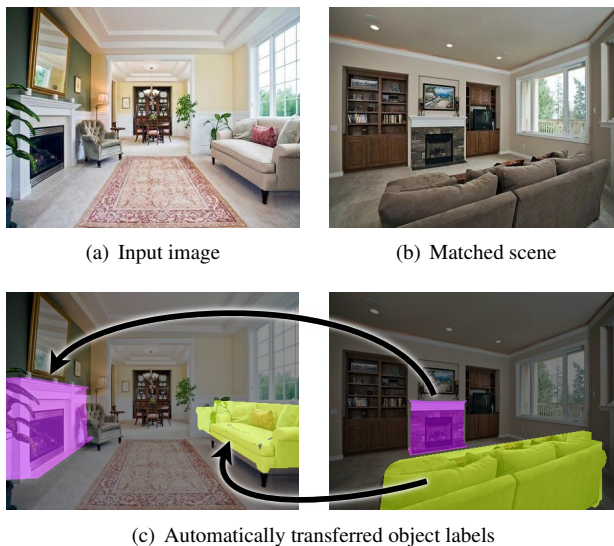 (a) Input image
(b) Matched scene
(c) Automatically transferred object labels